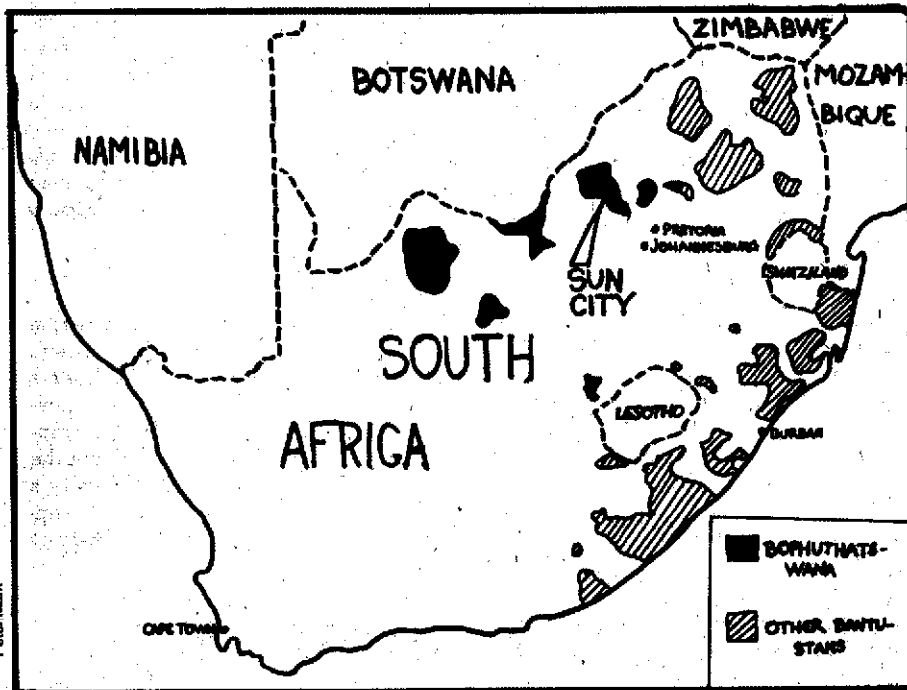 ZIMBABWE
BOTSWANA
MOZAM-
BIQUE
NAMIBIA
PRETORIA
JOHANNESBURG
SWAZILAND
SUN
CITY
SOUTH
LESOTHO
AFRICA
DURBAN
BOPHUTHATS-
WANA
CAPE TOWN
OTHER BANTU-
STANS